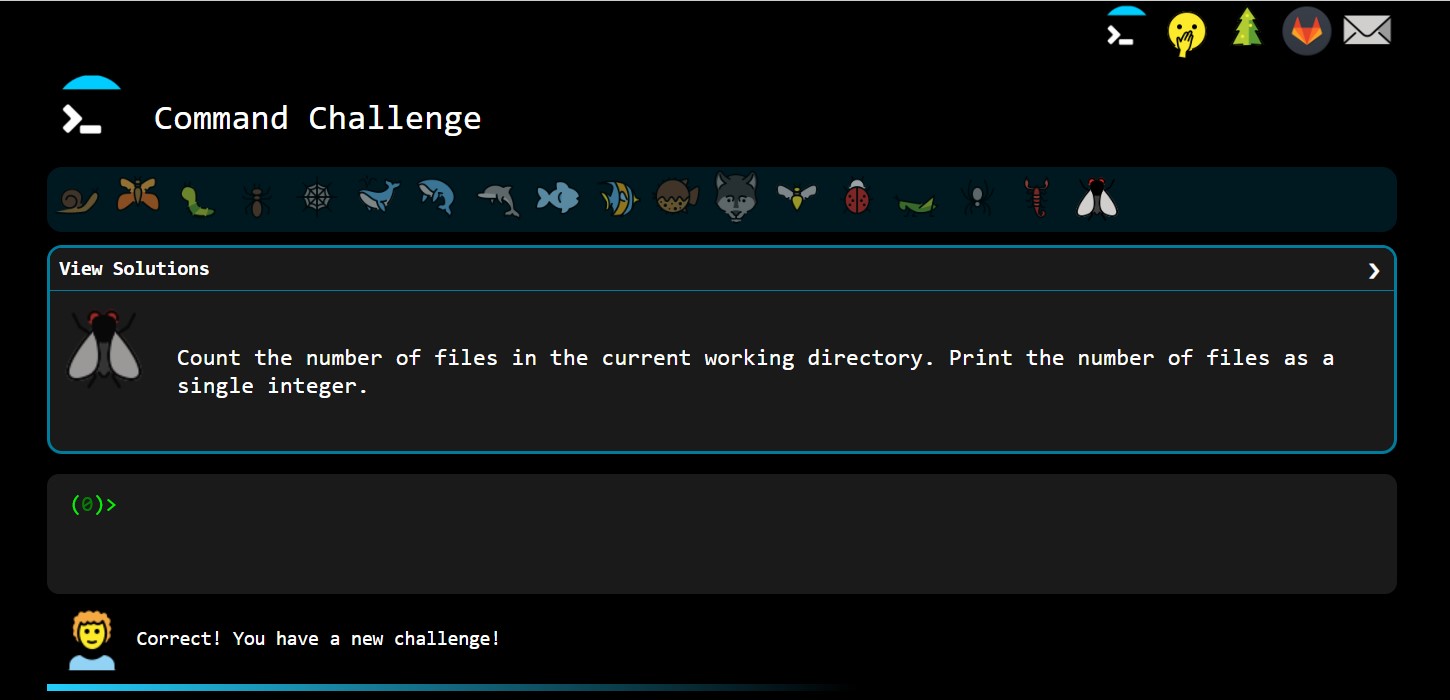 Command Challenge
View Solutions
Count the number of files in the current working directory. Print the number of files as a
single integer.
(0)>
Correct! You have a new challenge!